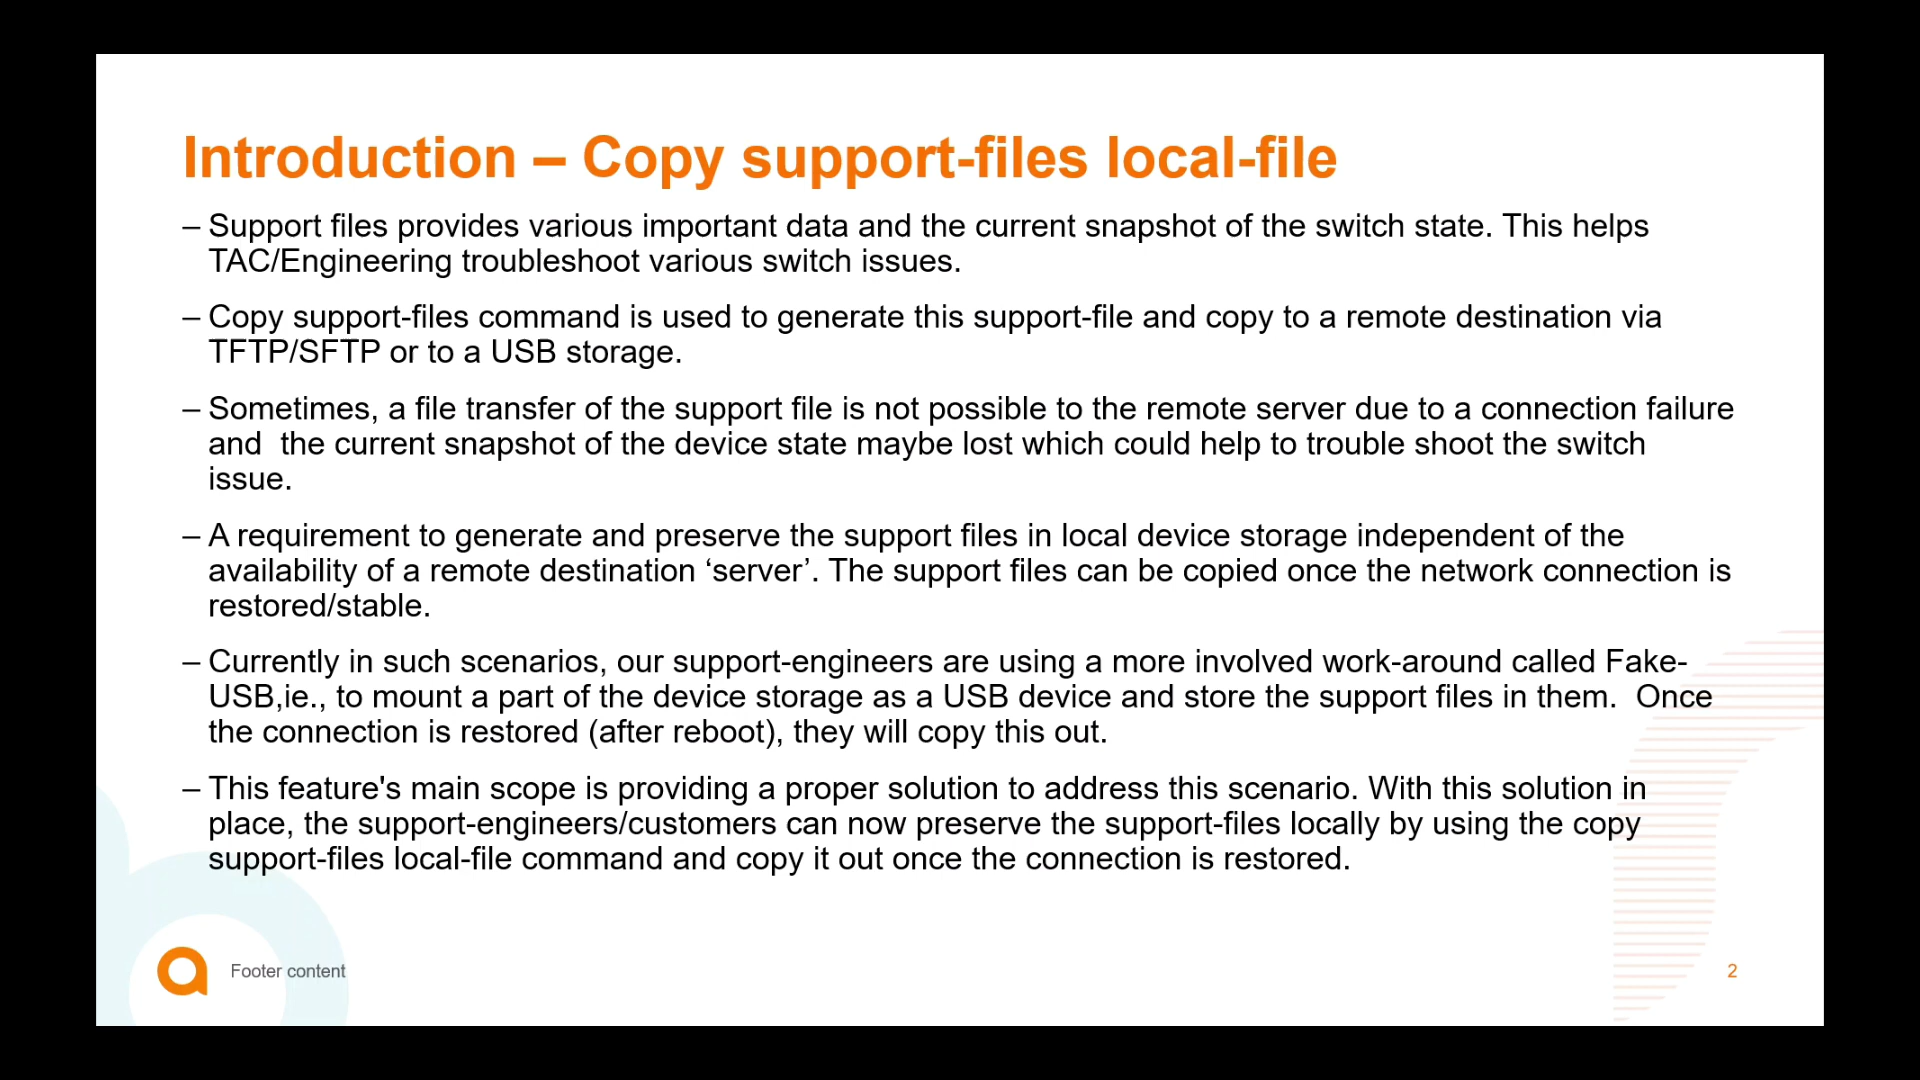 Introduction – Copy support-files local-file
– Support files provides various important data and the current snapshot of the switch state. This helps
TAC/Engineering troubleshoot various switch issues.
– Copy support-files command is used to generate this support-file and copy to a remote destination via
TFTP/SFTP or to a USB storage.
– Sometimes, a file transfer of the support file is not possible to the remote server due to a connection failure
and  the current snapshot of the device state maybe lost which could help to trouble shoot the switch
issue.
– A requirement to generate and preserve the support files in local device storage independent of the
availability of a remote destination ‘server’. The support files can be copied once the network connection is
restored/stable.
– Currently in such scenarios, our support-engineers are using a more involved work-around called Fake-
USB,ie., to mount a part of the device storage as a USB device and store the support files in them.  Once
the connection is restored (after reboot), they will copy this out.
– This feature's main scope is providing a proper solution to address this scenario. With this solution in
place, the support-engineers/customers can now preserve the support-files locally by using the copy
support-files local-file command and copy it out once the connection is restored.
Footer content
2